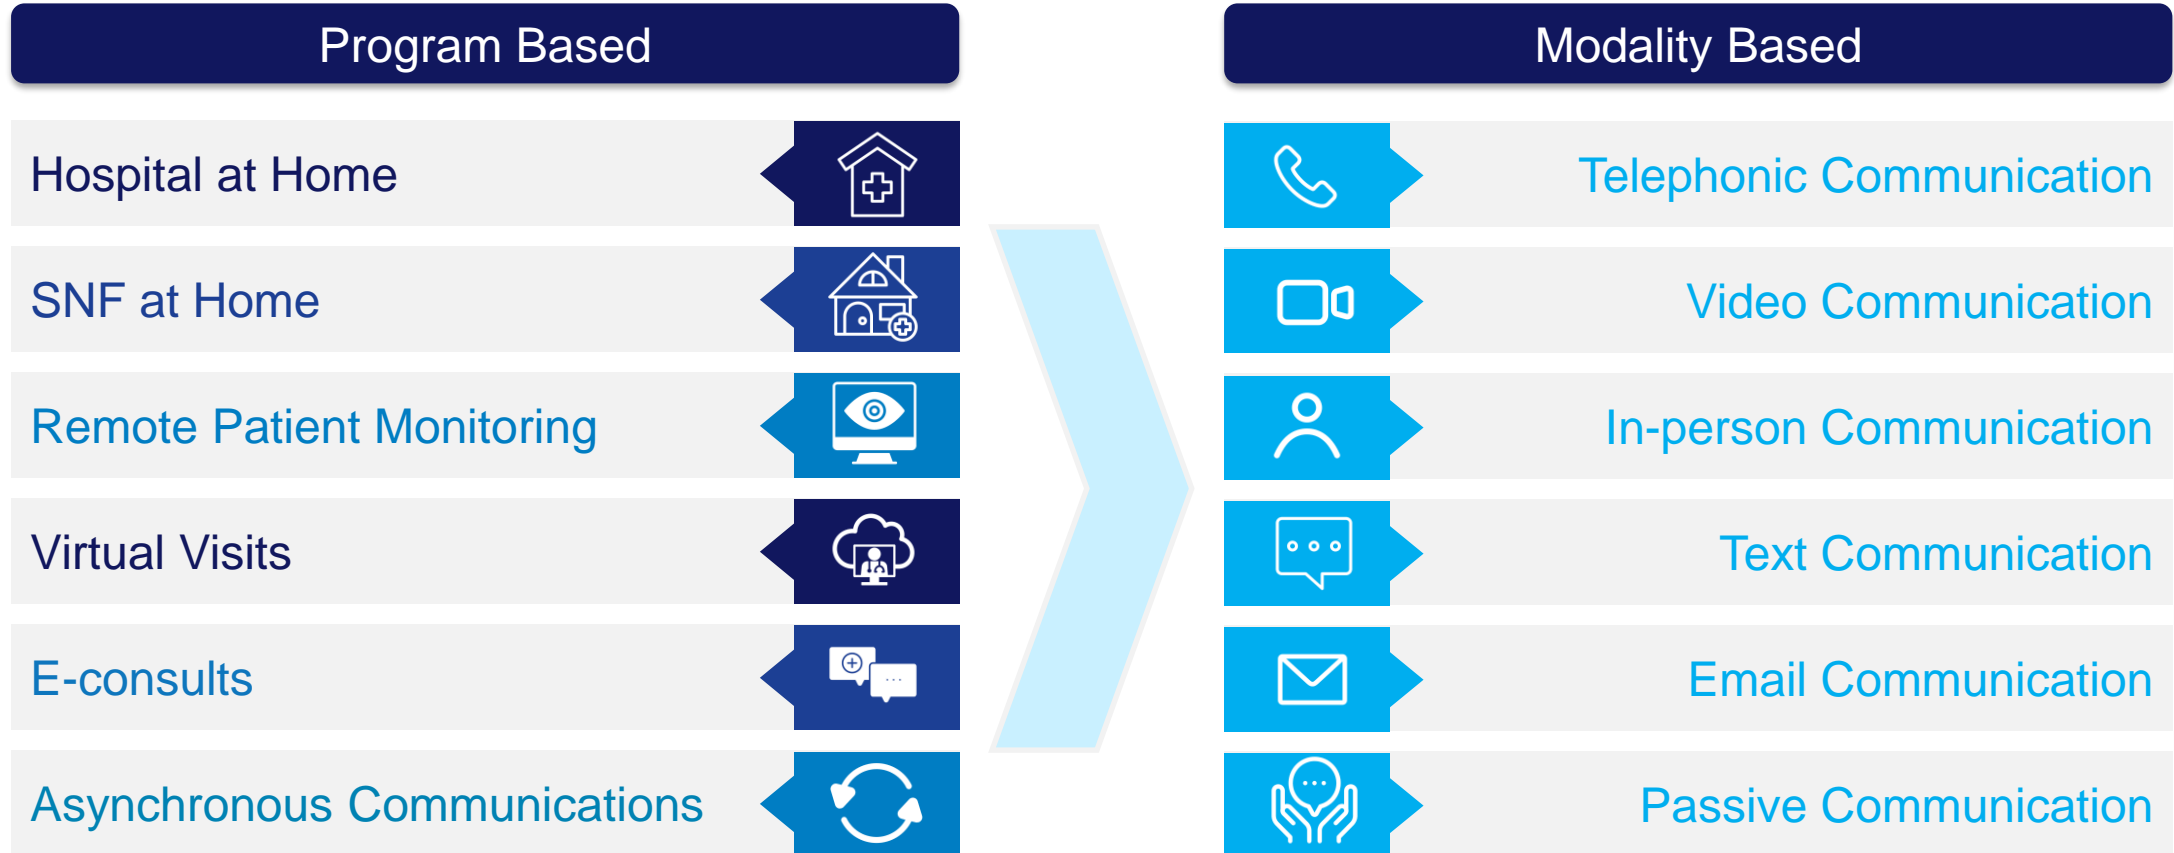 Program Based
Hospital at Home
SNF at Home
Remote Patient Monitoring
Virtual Visits
E-consults
Asynchronous Communications
Modality Based
Telephonic Communication
Video Communication
In-person Communication
Text Communication
Email Communication
Passive Communication